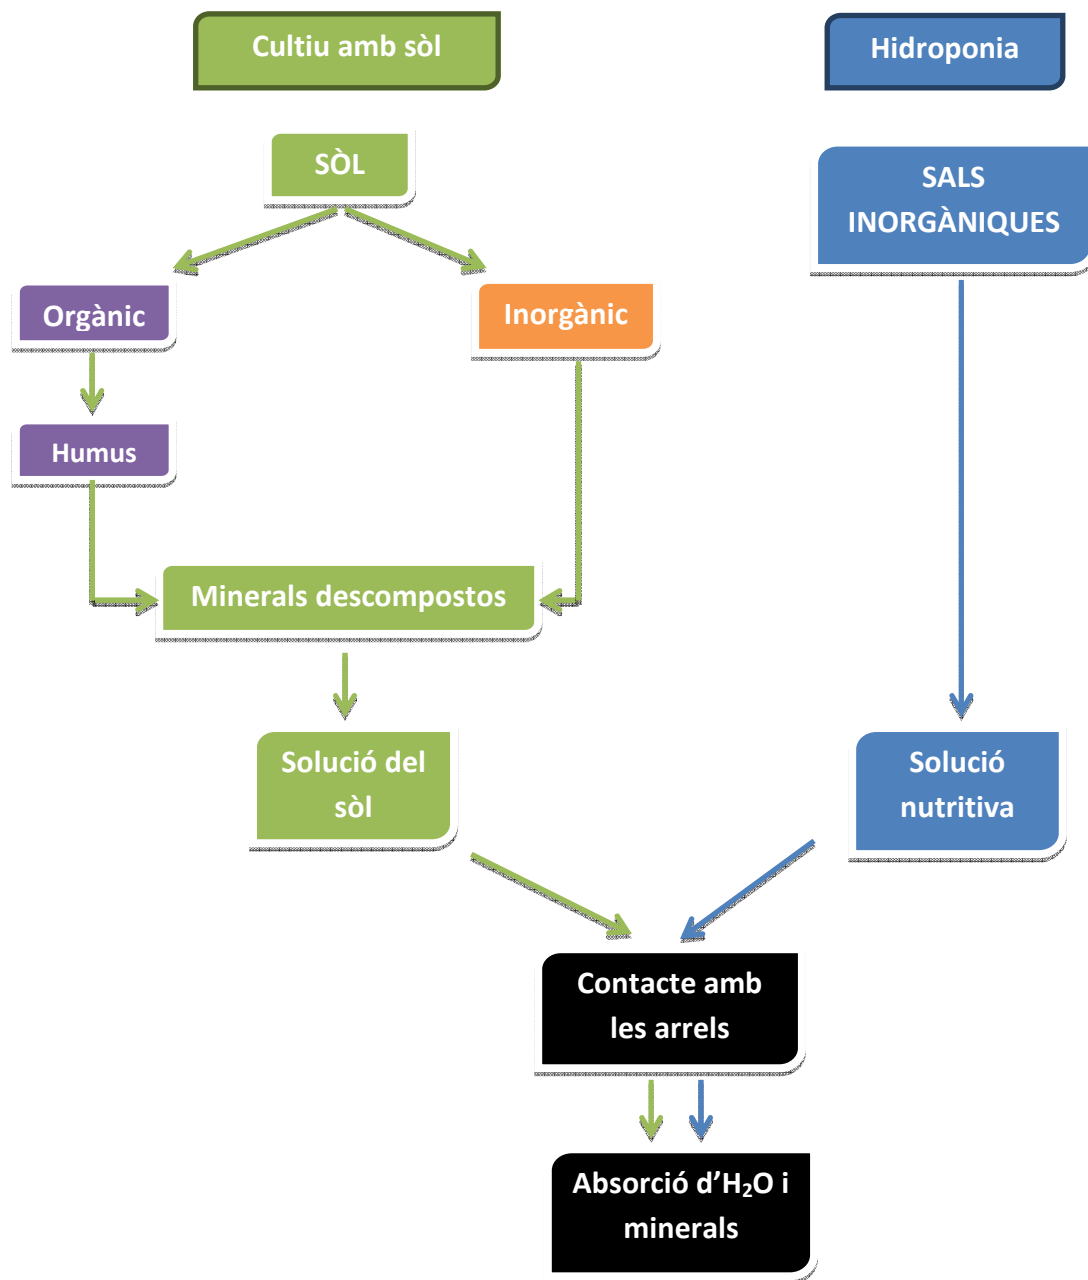 Cultiu amb sòl
Hidroponia
SÒL
SALS
INORGÀNIQUES
Orgànic
Inorgànic
Humus
Minerals descompostos
Solució del
sòl
Solució
nutritiva
Contacte amb
les arrels
Absorció d’H₂O i
minerals